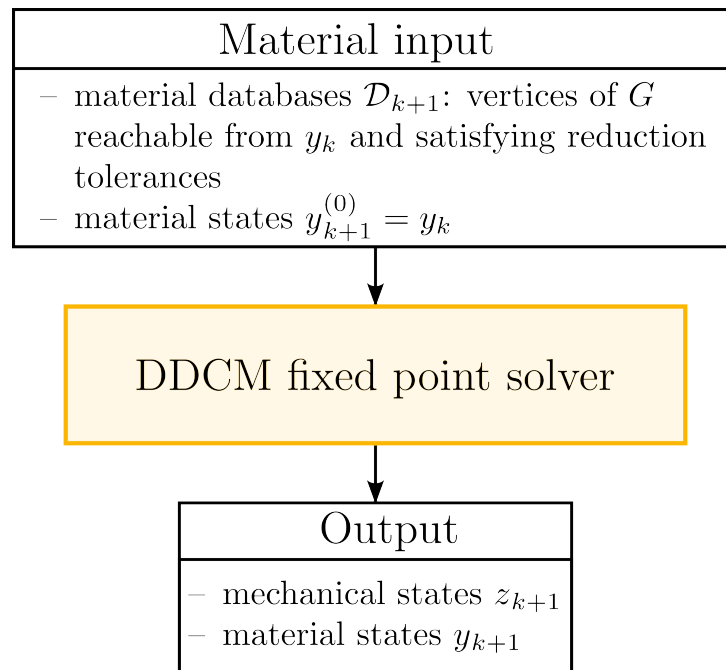 Material input
– material databases $\mathcal{D}_{k+1}$: vertices of $G$
reachable from $y_k$ and satisfying reduction
tolerances
– material states $y_{k+1}^{(0)} = y_k$
DDCM fixed point solver
Output
– mechanical states $z_{k+1}$
– material states $y_{k+1}$